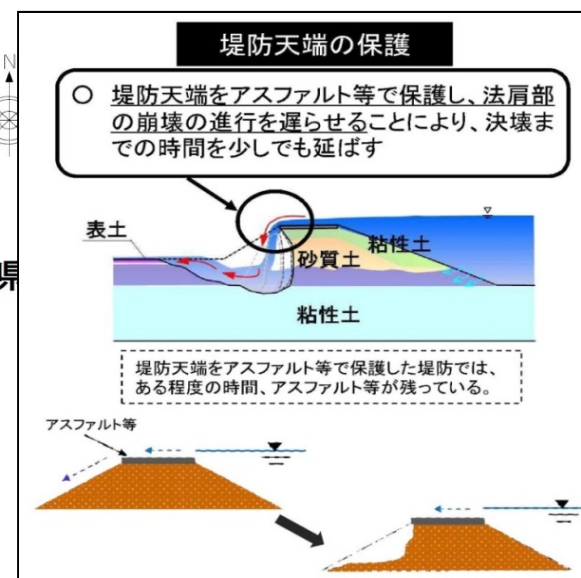 堤防天端の保護
N
○ 堤防天端をアスファルト等で保護し、法肩部
の崩壊の進行を遅らせることにより、決壊ま
での時間を少しでも延ばす
表土
粘性土
砂質土
県
粘性土
堤防天端をアスファルト等で保護した堤防では、
ある程度の時間、アスファルト等が残っている。
アスファルト等